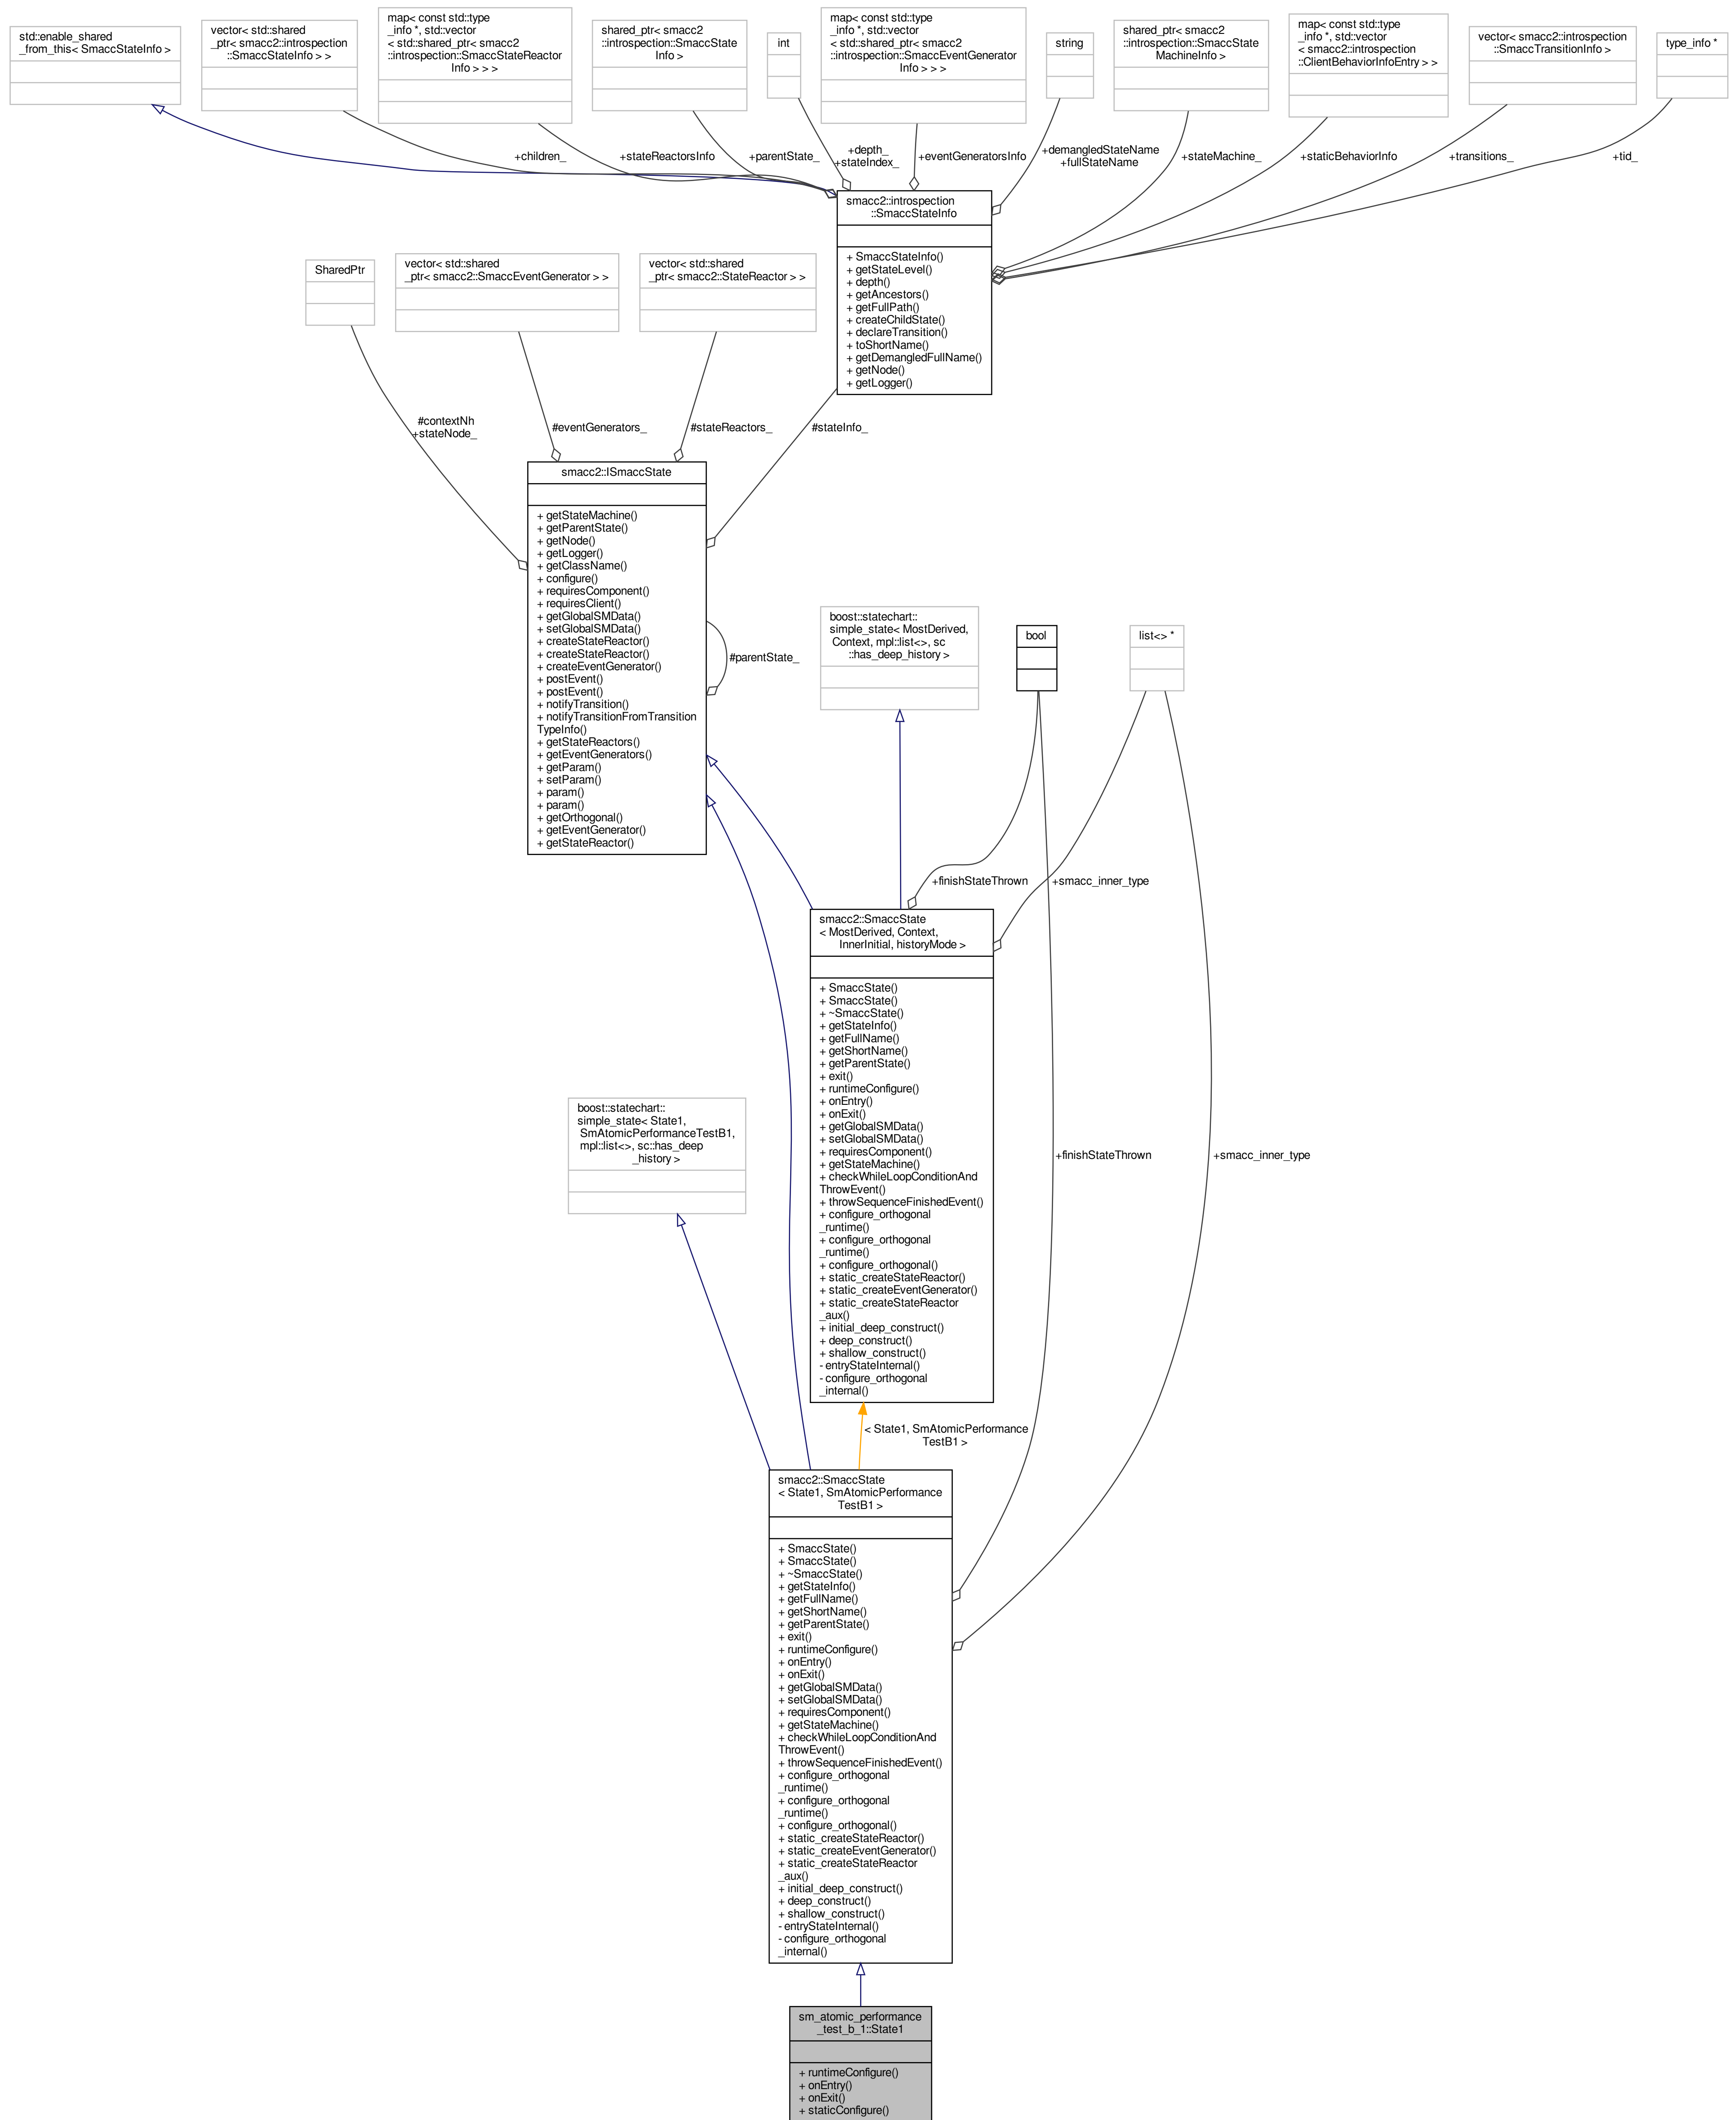 std::enable_shared
_from_this< SmaccStateInfo >
vector< std::shared
_ptr< smacc2::introspection
::SmaccStateInfo > >
map< const std::type
_info *, std::vector
< std::shared_ptr< smacc2
::introspection::SmaccStateReactor
Info > > >
shared_ptr< smacc2
::introspection::SmaccState
Info >
int
map< const std::type
_info *, std::vector
< std::shared_ptr< smacc2
::introspection::SmaccEventGenerator
Info > > >
string
shared_ptr< smacc2
::introspection::SmaccState
MachineInfo >
map< const std::type
_info *, std::vector
< smacc2::introspection
::ClientBehaviorInfoEntry > >
vector< smacc2::introspection
::SmaccTransitionInfo >
type_info *
+children_
+stateReactorsInfo
+parentState_
+depth_
+stateIndex_
+eventGeneratorsInfo
+demangledStateName
+fullStateName
+stateMachine_
+staticBehaviorInfo
+transitions_
+tid_
smacc2::introspection
::SmaccStateInfo
+ SmaccStateInfo()
+ getStateLevel()
+ depth()
+ getAncestors()
+ getFullPath()
+ createChildState()
+ declareTransition()
+ toShortName()
+ getDemangledFullName()
+ getNode()
+ getLogger()
SharedPtr
vector< std::shared
_ptr< smacc2::SmaccEventGenerator > >
vector< std::shared
_ptr< smacc2::StateReactor > >
#contextNh
+stateNode_
#eventGenerators_
#stateReactors_
#stateInfo_
smacc2::ISmaccState
+ getStateMachine()
+ getParentState()
+ getNode()
+ getLogger()
+ getClassName()
+ configure()
+ requiresComponent()
+ requiresClient()
+ getGlobalSMData()
+ setGlobalSMData()
+ createStateReactor()
+ createStateReactor()
+ createEventGenerator()
+ postEvent()
+ postEvent()
+ notifyTransition()
+ notifyTransitionFromTransition
TypeInfo()
+ getStateReactors()
+ getEventGenerators()
+ getParam()
+ setParam()
+ param()
+ param()
+ getOrthogonal()
+ getEventGenerator()
+ getStateReactor()
#parentState_
boost::statechart::
simple_state< MostDerived,
Context, mpl::list<>, sc
::has_deep_history >
bool
list<> *
+finishStateThrown
+smacc_inner_type
smacc2::SmaccState
< MostDerived, Context,
InnerInitial, historyMode >
+ SmaccState()
+ SmaccState()
+ ~SmaccState()
+ getStateInfo()
+ getFullName()
+ getShortName()
+ getParentState()
+ exit()
+ runtimeConfigure()
+ onEntry()
+ onExit()
+ getGlobalSMData()
+ setGlobalSMData()
+ requiresComponent()
+ getStateMachine()
+ checkWhileLoopConditionAnd
ThrowEvent()
+ throwSequenceFinishedEvent()
+ configure_orthogonal
_runtime()
+ configure_orthogonal
_runtime()
+ configure_orthogonal()
+ static_createStateReactor()
+ static_createEventGenerator()
+ static_createStateReactor
_aux()
+ initial_deep_construct()
+ deep_construct()
+ shallow_construct()
- entryStateInternal()
- configure_orthogonal
_internal()
boost::statechart::
simple_state< State1,
SmAtomicPerformanceTestB1,
mpl::list<>, sc::has_deep
_history >
+finishStateThrown
+smacc_inner_type
< State1, SmAtomicPerformance
TestB1 >
smacc2::SmaccState
< State1, SmAtomicPerformance
TestB1 >
+ SmaccState()
+ SmaccState()
+ ~SmaccState()
+ getStateInfo()
+ getFullName()
+ getShortName()
+ getParentState()
+ exit()
+ runtimeConfigure()
+ onEntry()
+ onExit()
+ getGlobalSMData()
+ setGlobalSMData()
+ requiresComponent()
+ getStateMachine()
+ checkWhileLoopConditionAnd
ThrowEvent()
+ throwSequenceFinishedEvent()
+ configure_orthogonal
_runtime()
+ configure_orthogonal
_runtime()
+ configure_orthogonal()
+ static_createStateReactor()
+ static_createEventGenerator()
+ static_createStateReactor
_aux()
+ initial_deep_construct()
+ deep_construct()
+ shallow_construct()
- entryStateInternal()
- configure_orthogonal
_internal()
sm_atomic_performance
_test_b_1::State1
+ runtimeConfigure()
+ onEntry()
+ onExit()
+ staticConfigure()